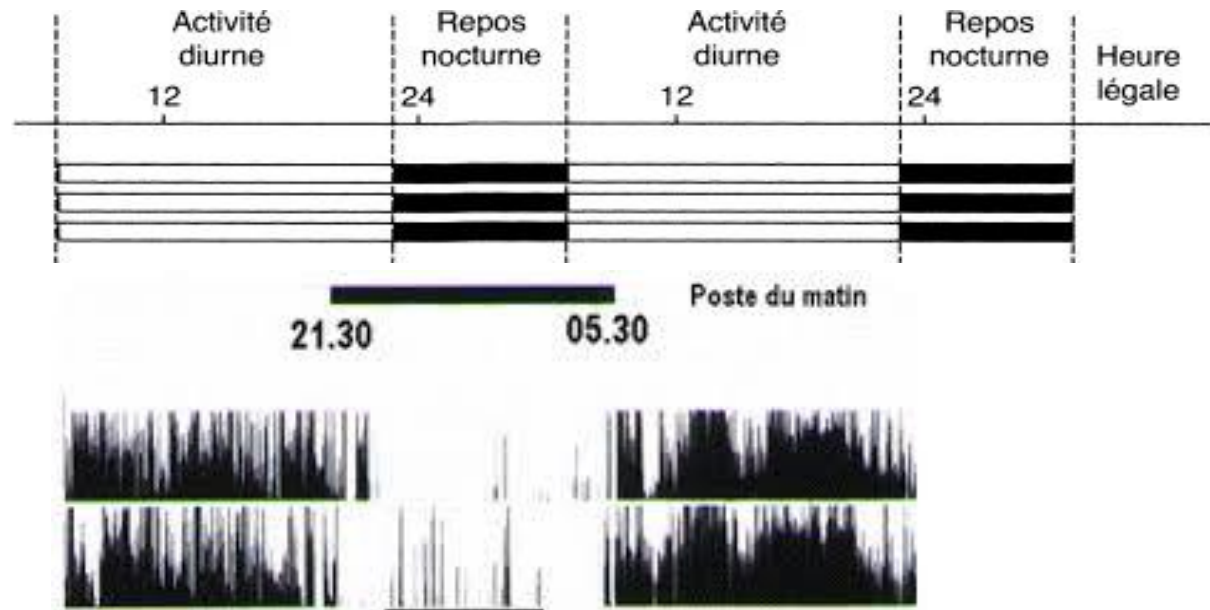 Activité
diurne
Repos
nocturne
Activité
diurne
Repos
nocturne
Heure
légale
12
24
12
24
Poste du matin
21.30
05.30